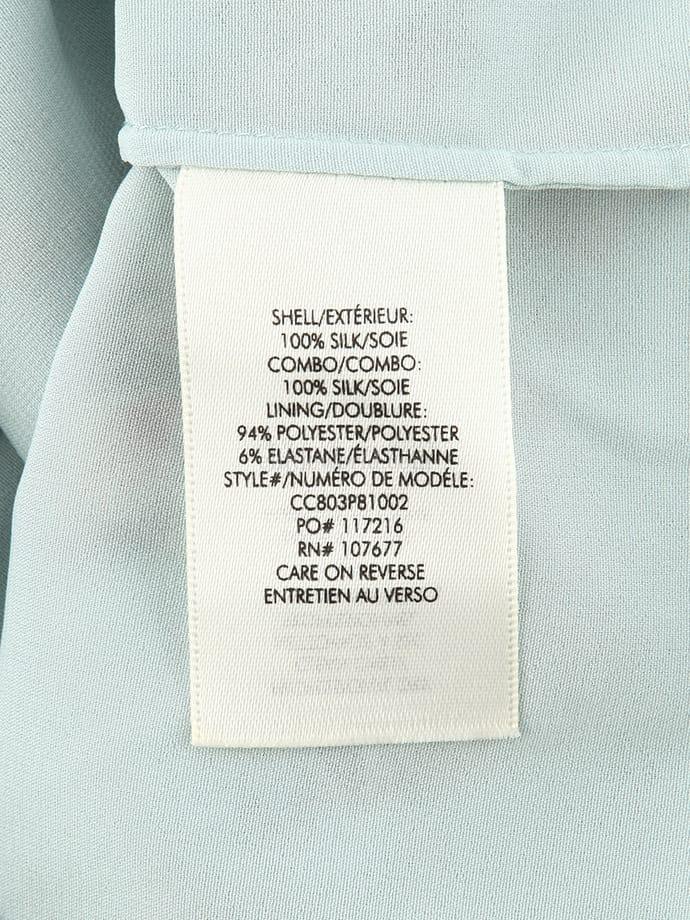 SHELL/EXTÉRIEUR:
100% SILK/SOIE
COMBO/COMBO:
100% SILK/SOIE
LINING/DOUBLURE:
94% POLYESTER/POLYESTER
6% ELASTANE/ÉLASTHANNE
STYLE#/NUMÉRO DE MODÉLE:
CC803P81002
PO# 117216
RN# 107677
CARE ON REVERSE
ENTRETIEN AU VERSO